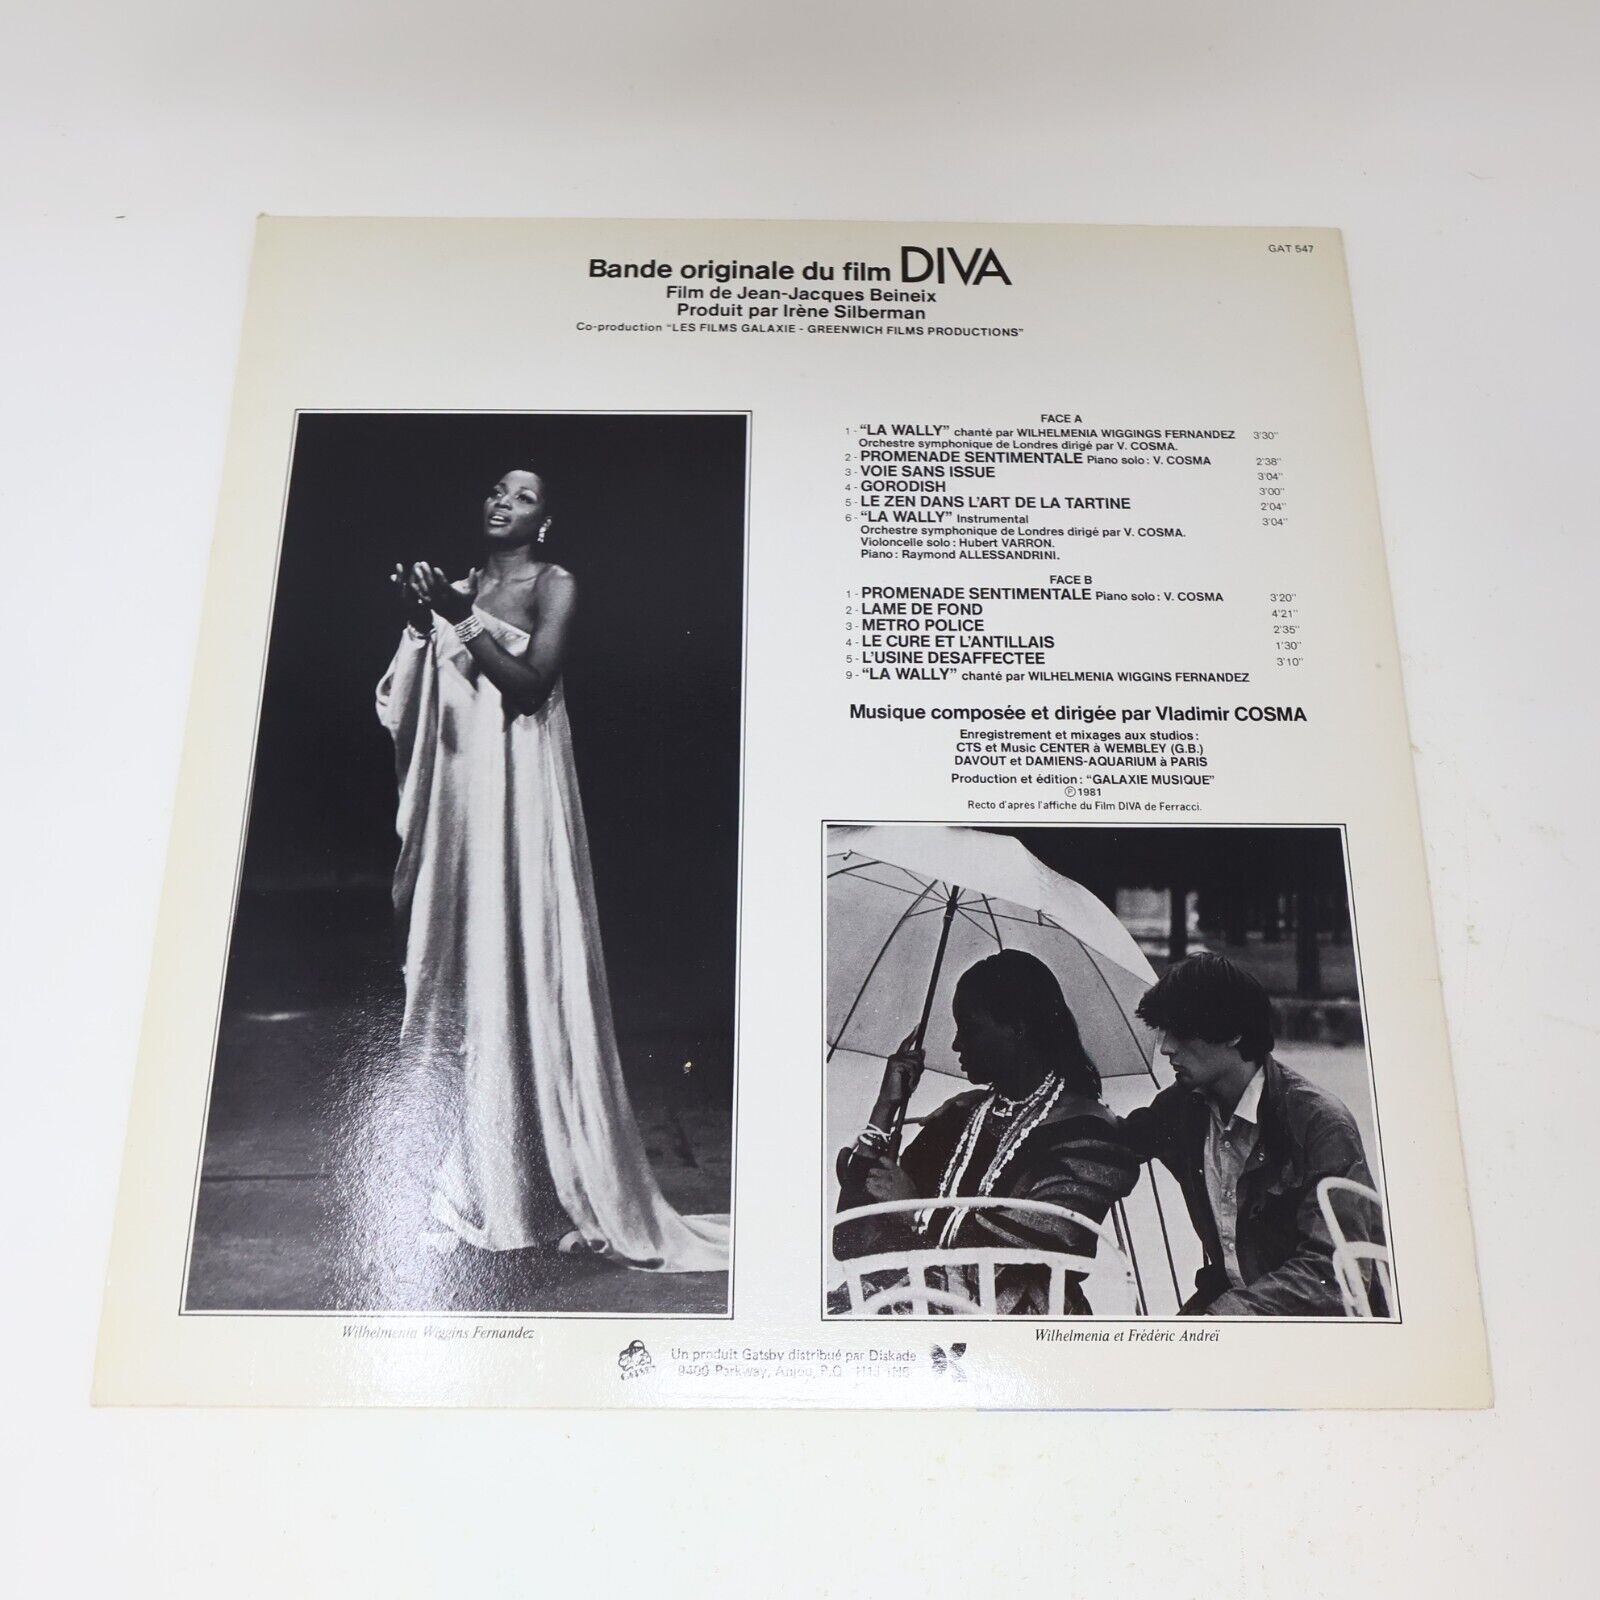 GAT 547
Bande originale du film DIVA
Film de Jean-Jacques Beineix
Produit par Irène Silberman
Co-production "LES FILMS GALAXIE - GREENWICH FILMS PRODUCTIONS"
FACE A
1 - "LA WALLY" chanté par WILHELMENIA WIGGINGS FERNANDEZ 3'30"
Orchestre symphonique de Londres dirigé par V. COSMA.
2 - PROMENADE SENTIMENTALE Piano solo : V. COSMA 2'38"
3 - VOIE SANS ISSUE 3'04"
4 - GORODISH 3'00"
5 - LE ZEN DANS L'ART DE LA TARTINE 2'04"
6 - "LA WALLY" Instrumental 3'04"
Orchestre symphonique de Londres dirigé par V. COSMA.
Violoncelle solo : Hubert VARRON.
Piano : Raymond ALLESSANDRINI.
FACE B
1 - PROMENADE SENTIMENTALE Piano solo : V. COSMA 3'20"
2 - LAME DE FOND 4'21"
3 - METRO POLICE 2'35"
4 - LE CURE ET L'ANTILLAIS 1'30"
5 - L'USINE DESAFFECTEE 3'10"
9 - "LA WALLY" chanté par WILHELMENIA WIGGINS FERNANDEZ
Musique composée et dirigée par Vladimir COSMA
Enregistrement et mixages aux studios :
CTS et Music CENTER à WEMBLEY (G.B.)
DAVOUT et DAMIENS-AQUARIUM à PARIS
Production et édition : "GALAXIE MUSIQUE"
℗ 1981
Recto d'après l'affiche du Film DIVA de Ferracci.
Wilhelmenia Wiggins Fernandez
Wilhelmenia et Frédéric Andreï
GATSBY
Un produit Gatsby distribué par Diskade
9400 Parkway, Anjou, P.Q.